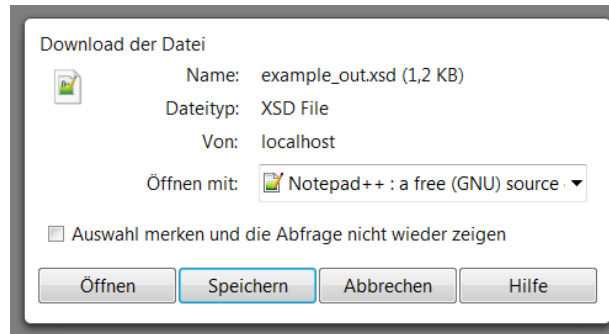 Download der Datei
Name: example_out.xsd (1,2 KB)
Dateityp: XSD File
Von: localhost
Öffnen mit: Notepad++ : a free (GNU) source
Auswahl merken und die Abfrage nicht wieder zeigen
Öffnen Speichern Abbrechen Hilfe